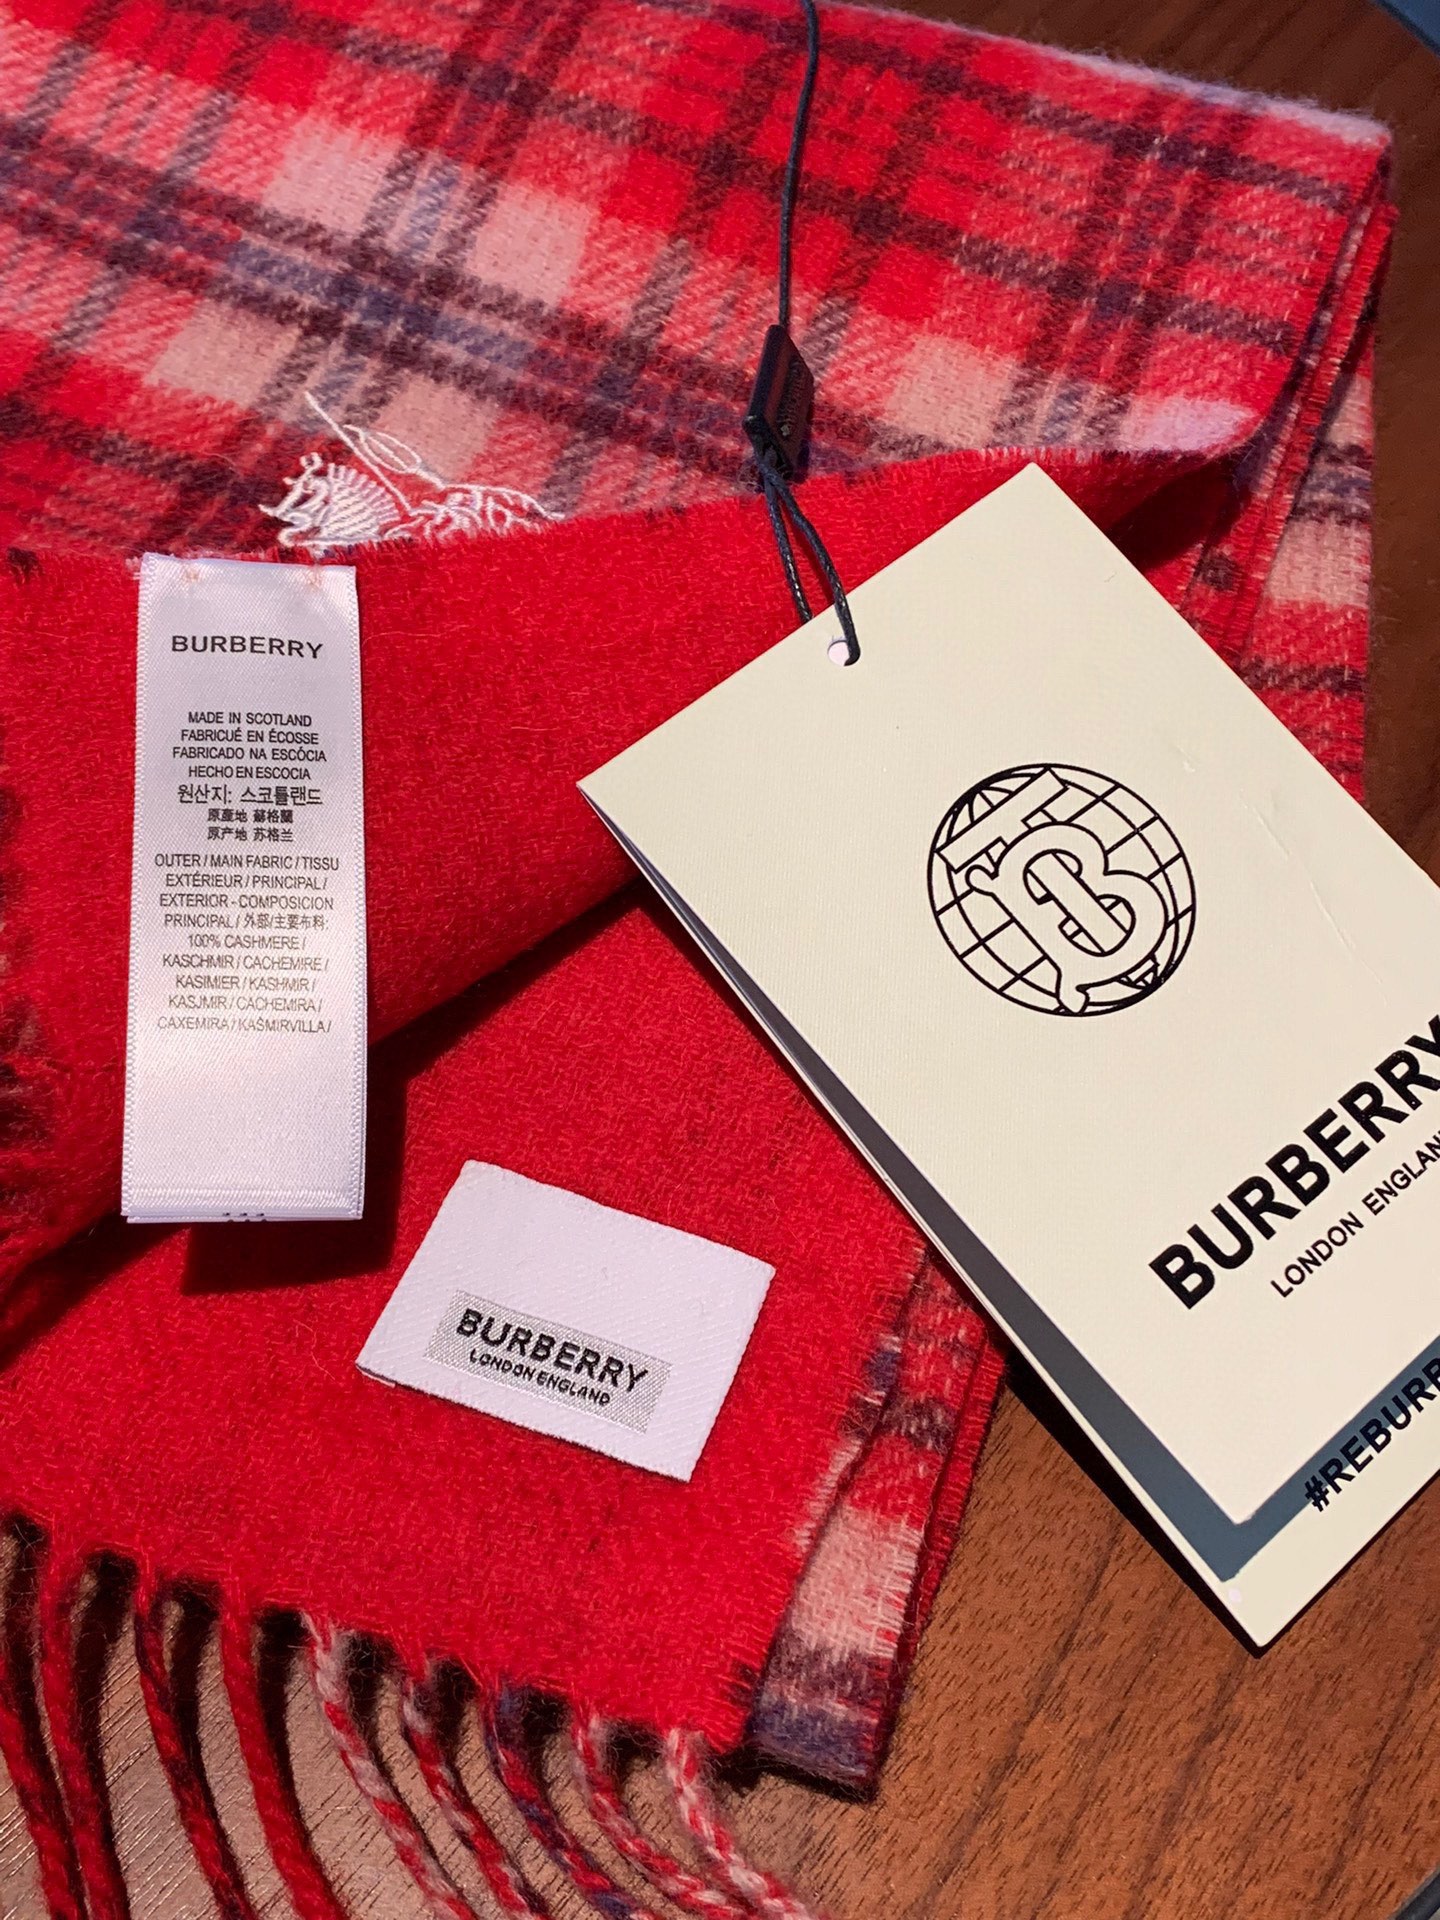 BURBERRY
MADE IN SCOTLAND
FABRIQUÉ EN ÉCOSSE
FABRICADO NA ESCÓCIA
HECHO EN ESCOCIA
원산지: 스코틀랜드
原產地 蘇格蘭
原产地 苏格兰
OUTER / MAIN FABRIC / TISSU
EXTÉRIEUR / PRINCIPAL /
EXTERIOR - COMPOSICION
PRINCIPAL / 外部/主要布料:
100% CASHMERE /
KASCHMIR / CACHEMIRE /
KASIMIER / KASHMIR /
KASJMIR / CACHEMIRA /
CAXEMIRA / KAŠMIRVILLA /
BURBERRY
LONDON ENGLAND
B
BURBERRY
LONDON ENGLAN
#REBURB